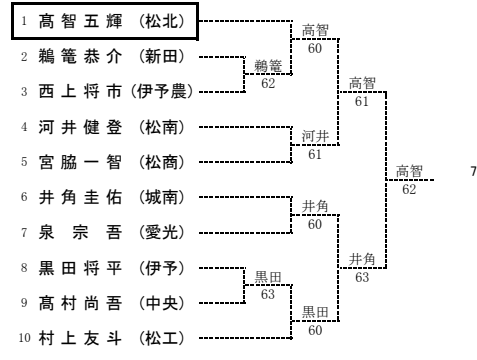 1 髙智五輝 (松北)
2 鵜篭恭介 (新田)
3 西上将市 (伊予農)
4 河井健登 (松南)
5 宮脇一智 (松商)
6 井角圭佑 (城南)
7 泉 宗 吾 (愛光)
8 黒田将平 (伊予)
9 髙村尚吾 (中央)
10 村上友斗 (松工)
鵜篭
62
黒田
63
高智
60
河井
61
井角
60
黒田
60
高智
61
井角
63
高智
62
7